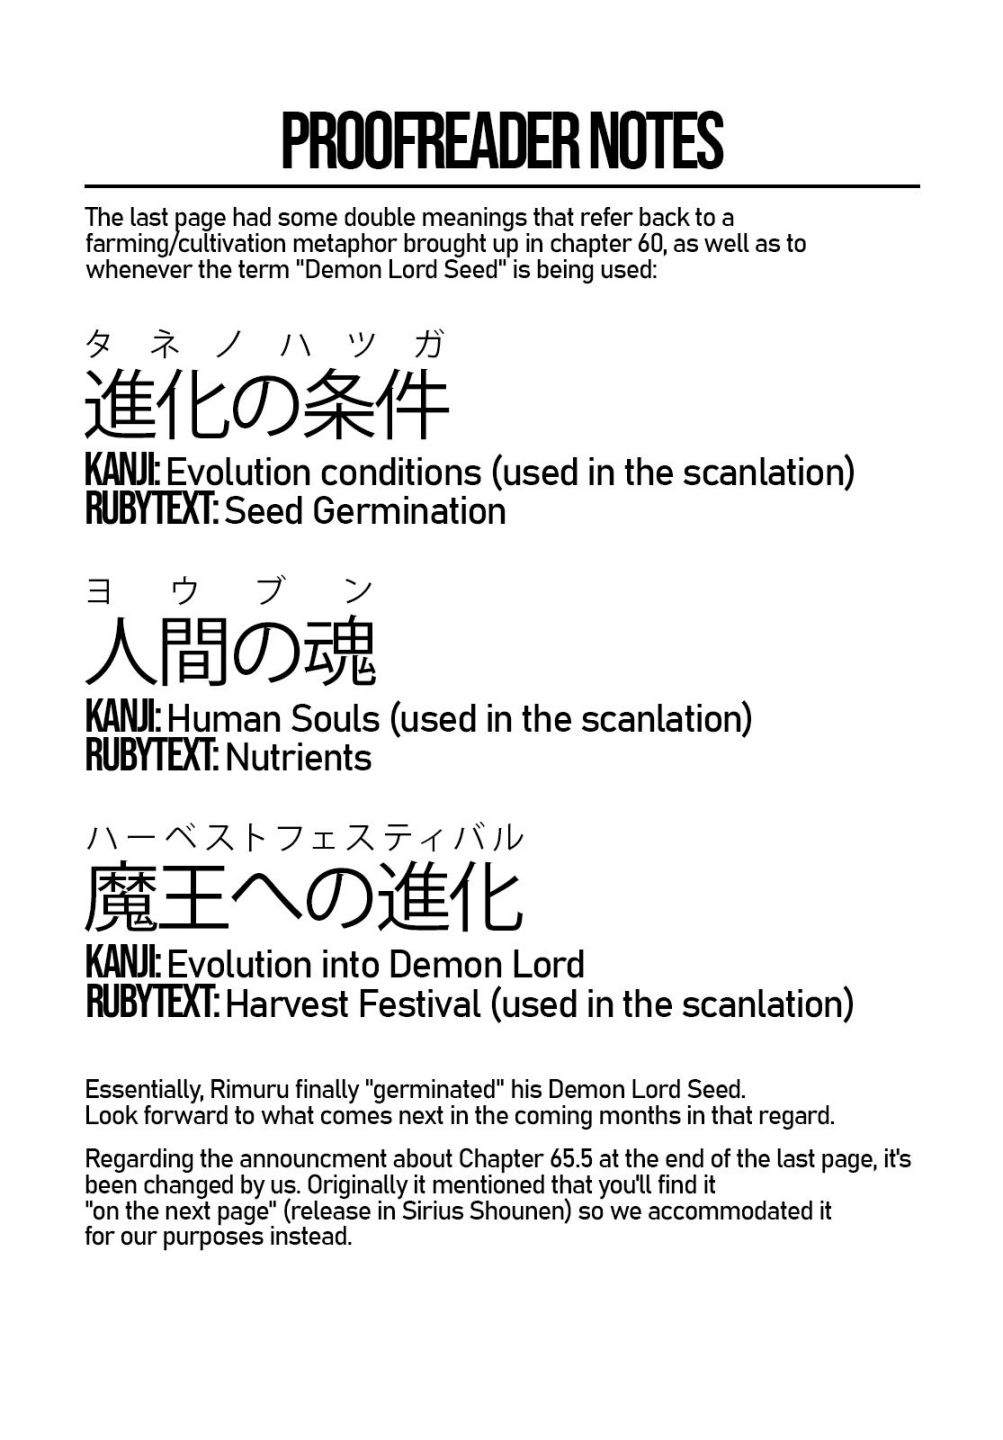 PROOFREADER NOTES
The last page had some double meanings that refer back to a
farming/cultivation metaphor brought up in chapter 60, as well as to
whenever the term "Demon Lord Seed" is being used:
タネノハツガ
進化の条件
KANJI: Evolution conditions (used in the scanlation)
RUBYTEXT: Seed Germination
ヨウブン
人間の魂
KANJI: Human Souls (used in the scanlation)
RUBYTEXT: Nutrients
ハーベストフェスティバル
魔王への進化
KANJI: Evolution into Demon Lord
RUBYTEXT: Harvest Festival (used in the scanlation)
Essentially, Rimuru finally "germinated" his Demon Lord Seed.
Look forward to what comes next in the coming months in that regard.
Regarding the announcment about Chapter 65.5 at the end of the last page, it's
been changed by us. Originally it mentioned that you'll find it
"on the next page" (release in Sirius Shounen) so we accommodated it
for our purposes instead.